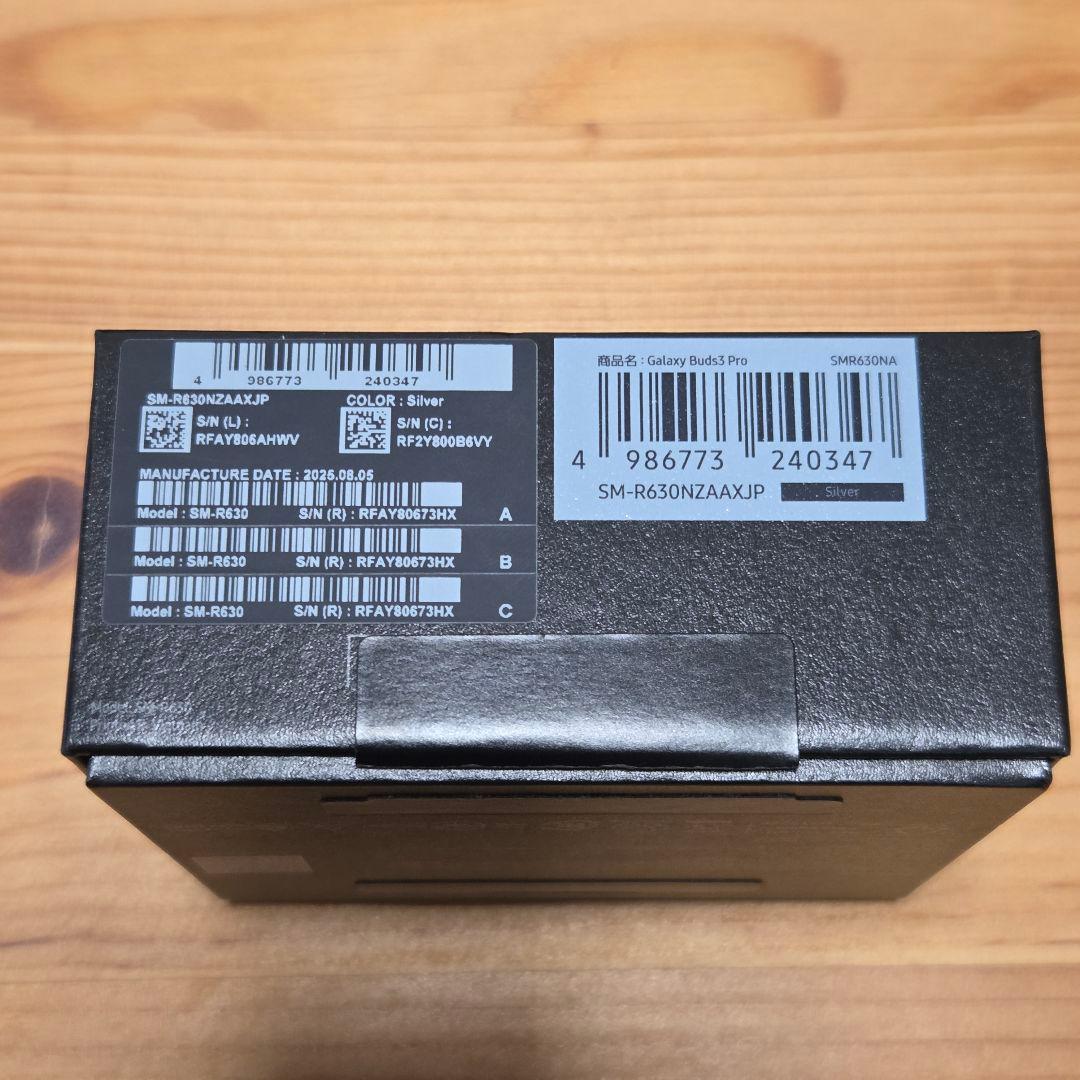 4 986773 240347
SM-R630NZAAXJP COLOR : Silver
S/N (L) :
RFAY806AHWV
S/N (C) :
RF2Y800B6VY
MANUFACTURE DATE : 2025.08.05
Model : SM-R630 S/N (R) : RFAY80673HX A
Model : SM-R630 S/N (R) : RFAY80673HX B
Model : SM-R630 S/N (R) : RFAY80673HX C
商品名 : Galaxy Buds3 Pro SMR630NA
4 986773 240347
SM-R630NZAAXJP Silver